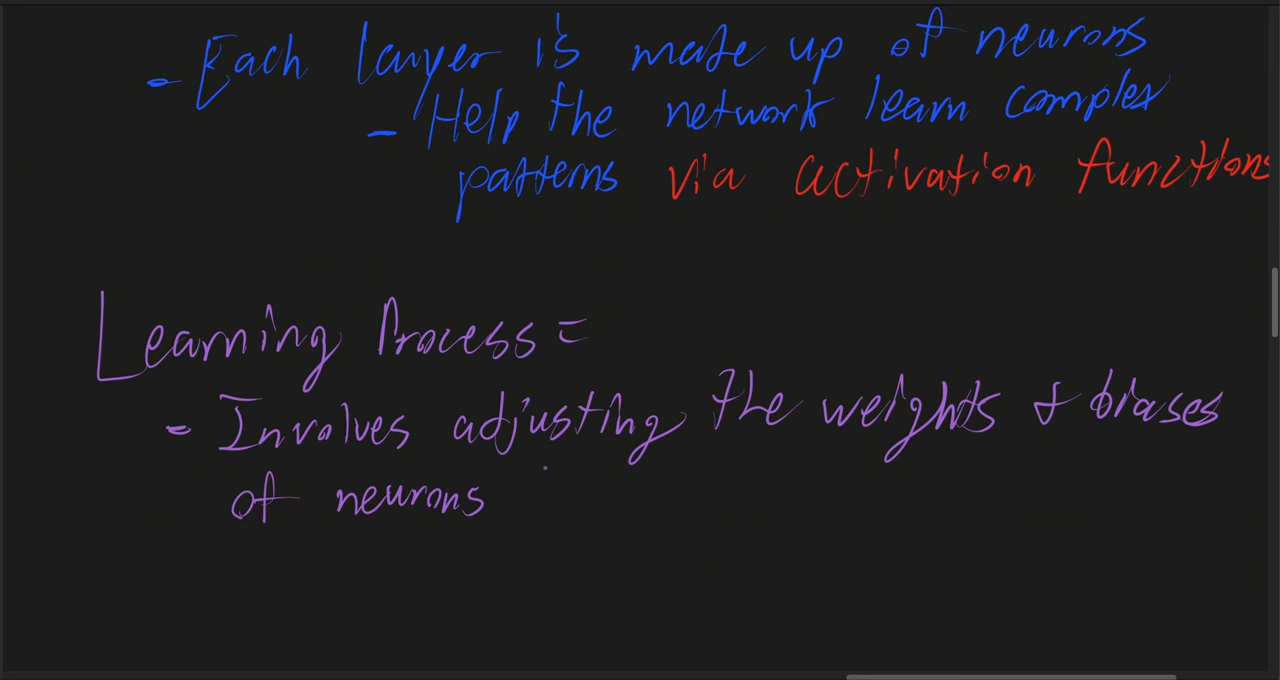 - Each layer is made up of neurons
- Help the network learn complex
patterns via activation functions
Learning Process =
- Involves adjusting the weights & biases
of neurons